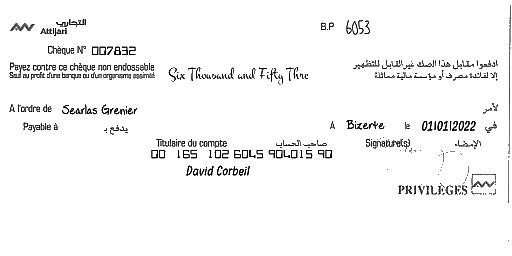 التجاري
Attijari
B.P 6053
Chèque N° 007832
Payez contre ce chèque non endossable
Sauf au profit d'une banque ou d'un organisme assimilé
Six Thousand and Fifty Thre
ادفعوا مقابل هذا الصك غير القابل للتظهير
إلا لفائدة مصرف أو مؤسسة مالية مماثلة
A l'ordre de Searlas Grenier لأمر
Payable à يدفع بـ A Bizerte le 01/01/2022 في
Titulaire du compte صاحب الحساب Signature(s) الإمضاء
00 165 102 6045 904015 90
David Corbeil
PRIVILÈGES